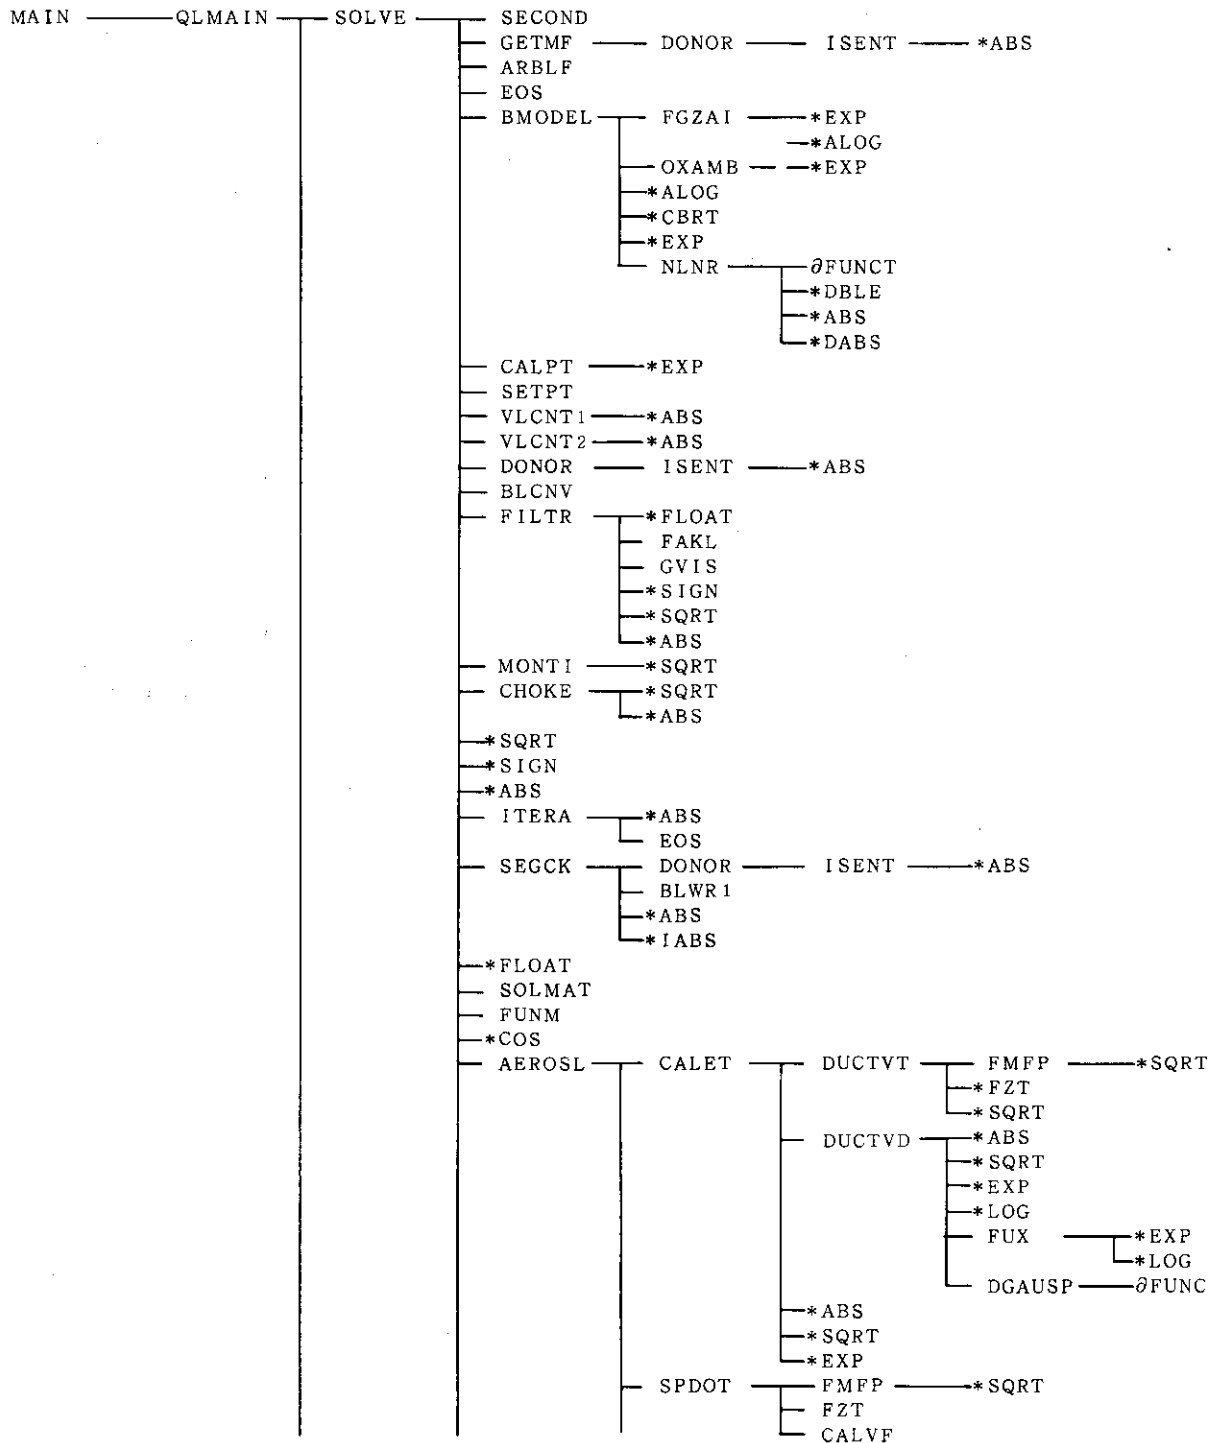 MAIN QLMAIN SOLVE SECOND
GETMF DONOR ISENT *ABS
ARBLF
EOS
BMODEL FGZAI *EXP
*ALOG
OXAMB *EXP
*ALOG
*CBRT
*EXP
NLNR ∂FUNCT
*DBLE
*ABS
*DABS
CALPT *EXP
SETPT
VLCNT1 *ABS
VLCNT2 *ABS
DONOR ISENT *ABS
BLCNV
FILTR *FLOAT
FAKL
GVIS
*SIGN
*SQRT
*ABS
MONTI *SQRT
CHOKE *SQRT
*ABS
*SQRT
*SIGN
*ABS
ITERA *ABS
EOS
SEGCK DONOR ISENT *ABS
BLWR1
*ABS
*IABS
*FLOAT
SOLMAT
FUNM
*COS
AEROSL CALET DUCTVT FMFP *SQRT
*FZT
*SQRT
DUCTVD *ABS
*SQRT
*EXP
*LOG
FUX *EXP
*LOG
DGAUSP ∂FUNC
*ABS
*SQRT
*EXP
SPDOT FMFP *SQRT
FZT
CALVF